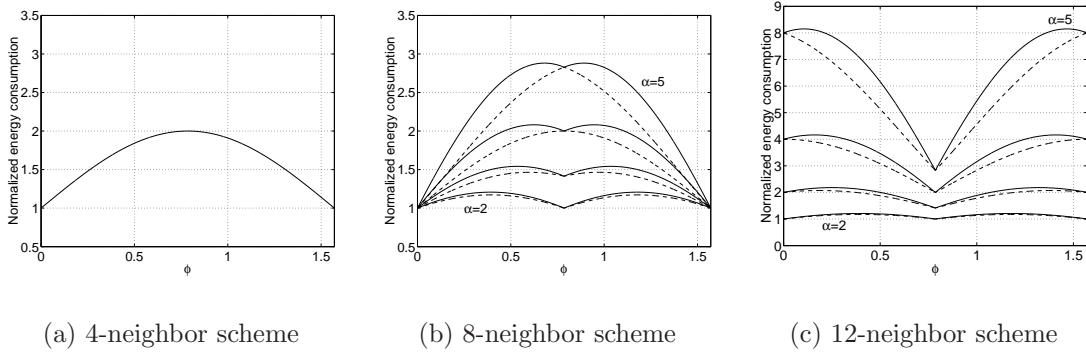 3.5
3
2.5
2
1.5
1
0.5
0
0.5
1
1.5
Normalized energy consumption
ϕ
3.5
3
2.5
2
1.5
1
0.5
0
0.5
1
1.5
Normalized energy consumption
α=5
α=2
ϕ
9
8
7
6
5
4
3
2
1
0
0
0.5
1
1.5
Normalized energy consumption
α=5
α=2
ϕ
(a) 4-neighbor scheme
(b) 8-neighbor scheme
(c) 12-neighbor scheme